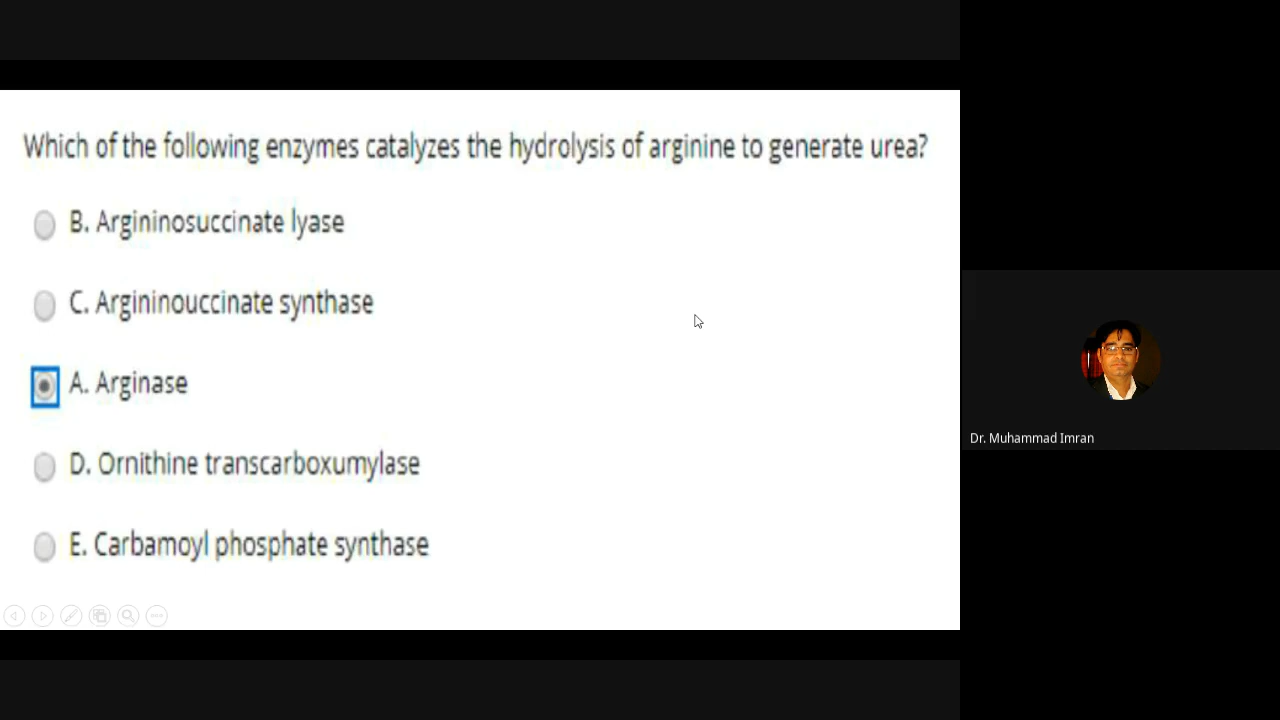 Which of the following enzymes catalyzes the hydrolysis of arginine to generate urea?
B. Argininosuccinate lyase
C. Argininouccinate synthase
A. Arginase
D. Ornithine transcarboxumylase
E. Carbamoyl phosphate synthase
Dr. Muhammad Imran